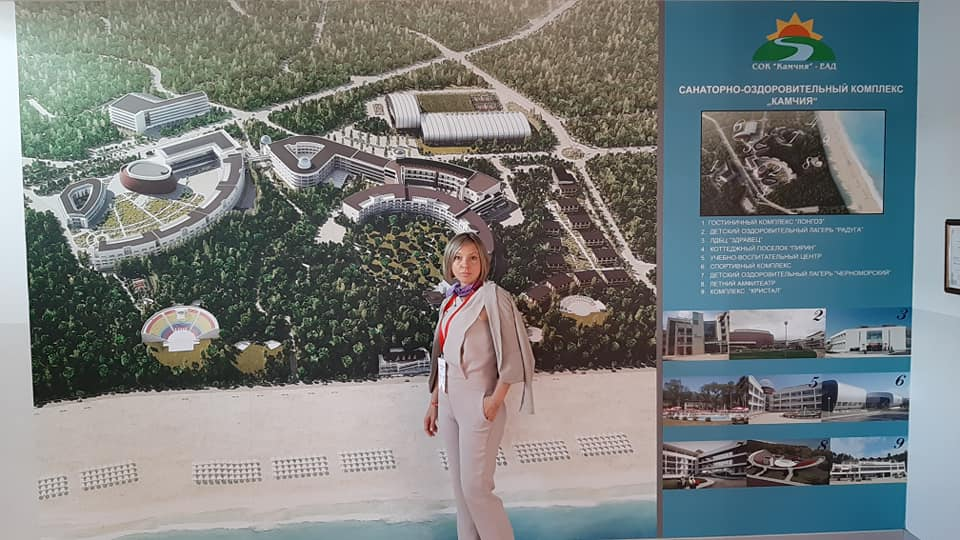 СОК "Камчия" - ЕАД
САНАТОРНО-ОЗДОРОВИТЕЛЬНЫЙ КОМПЛЕКС
„КАМЧИЯ“
1. ГОСТИНИЧНЫЙ КОМПЛЕКС "ЛОНГОЗ"
2. ДЕТСКИЙ ОЗДОРОВИТЕЛЬНЫЙ ЛАГЕРЬ "РАДУГА"
3. ЛДБЦ "ЗДРАВЕЦ"
4. КОТТЕДЖНЫЙ ПОСЕЛОК "ПИРИН"
5. УЧЕБНО-ВОСПИТАТЕЛЬНЫЙ ЦЕНТР
6. СПОРТИВНЫЙ КОМПЛЕКС
7. ДЕТСКИЙ ОЗДОРОВИТЕЛЬНЫЙ ЛАГЕРЬ "ЧЕРНОМОРСКИЙ"
8. ЛЕТНИЙ АМФИТЕАТР
9. КОМПЛЕКС "КРИСТАЛ"
2 3
5 6
8 9